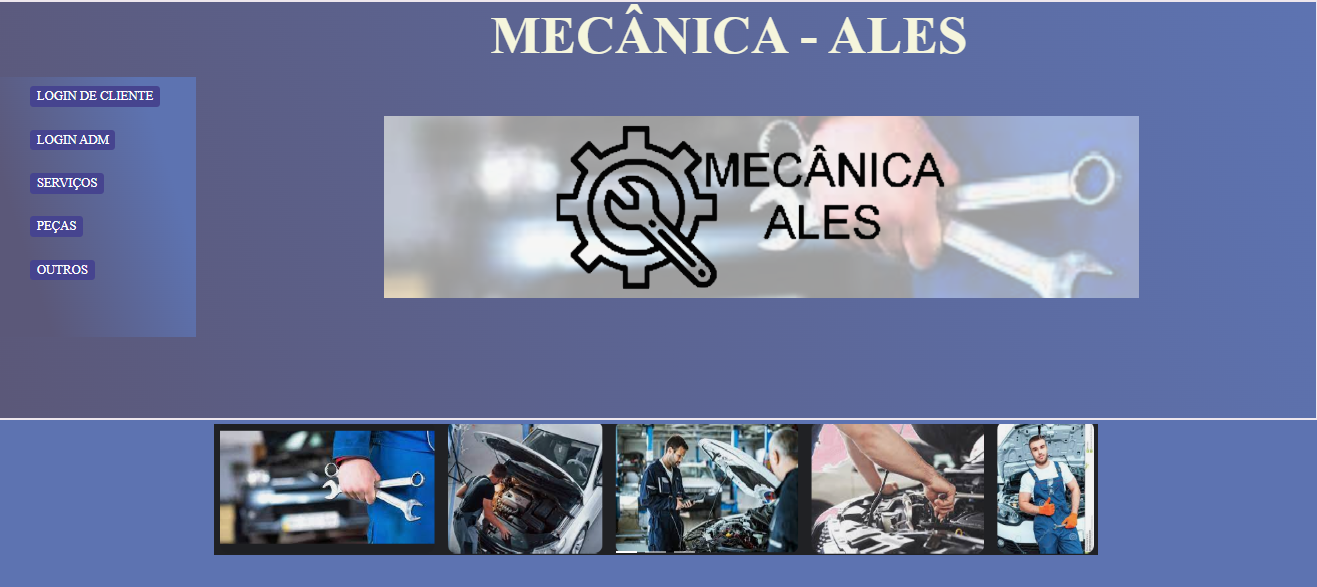 MECÂNICA - ALES
LOGIN DE CLIENTE
LOGIN ADM
SERVIÇOS
PEÇAS
OUTROS
MECÂNICA
ALES